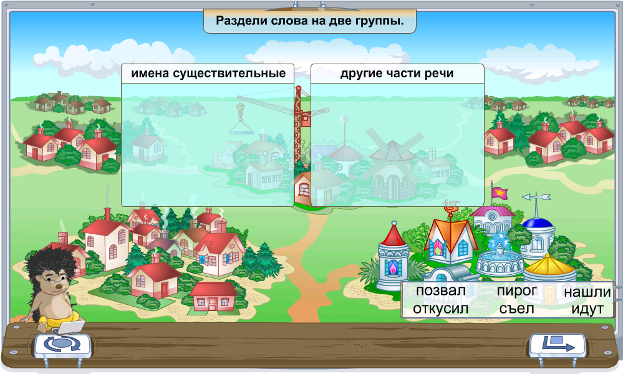 Раздели слова на две группы.
имена существительные
другие части речи
позвал пирог нашли
откусил съел идут